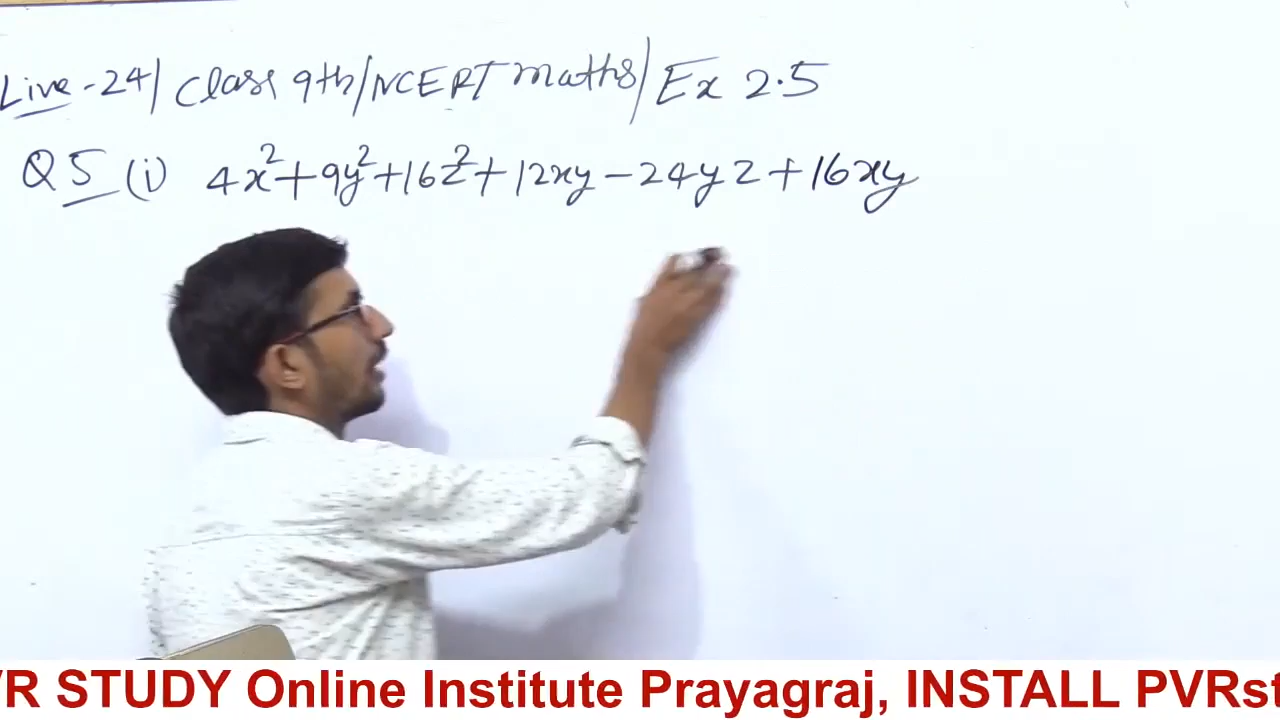 Live - 24 / Class 9th / NCERT maths / Ex 2.5
Q5 (i) 4x²+9y²+16z²+12xy-24yz+16xy
VR STUDY Online Institute Prayagraj, INSTALL PVRst